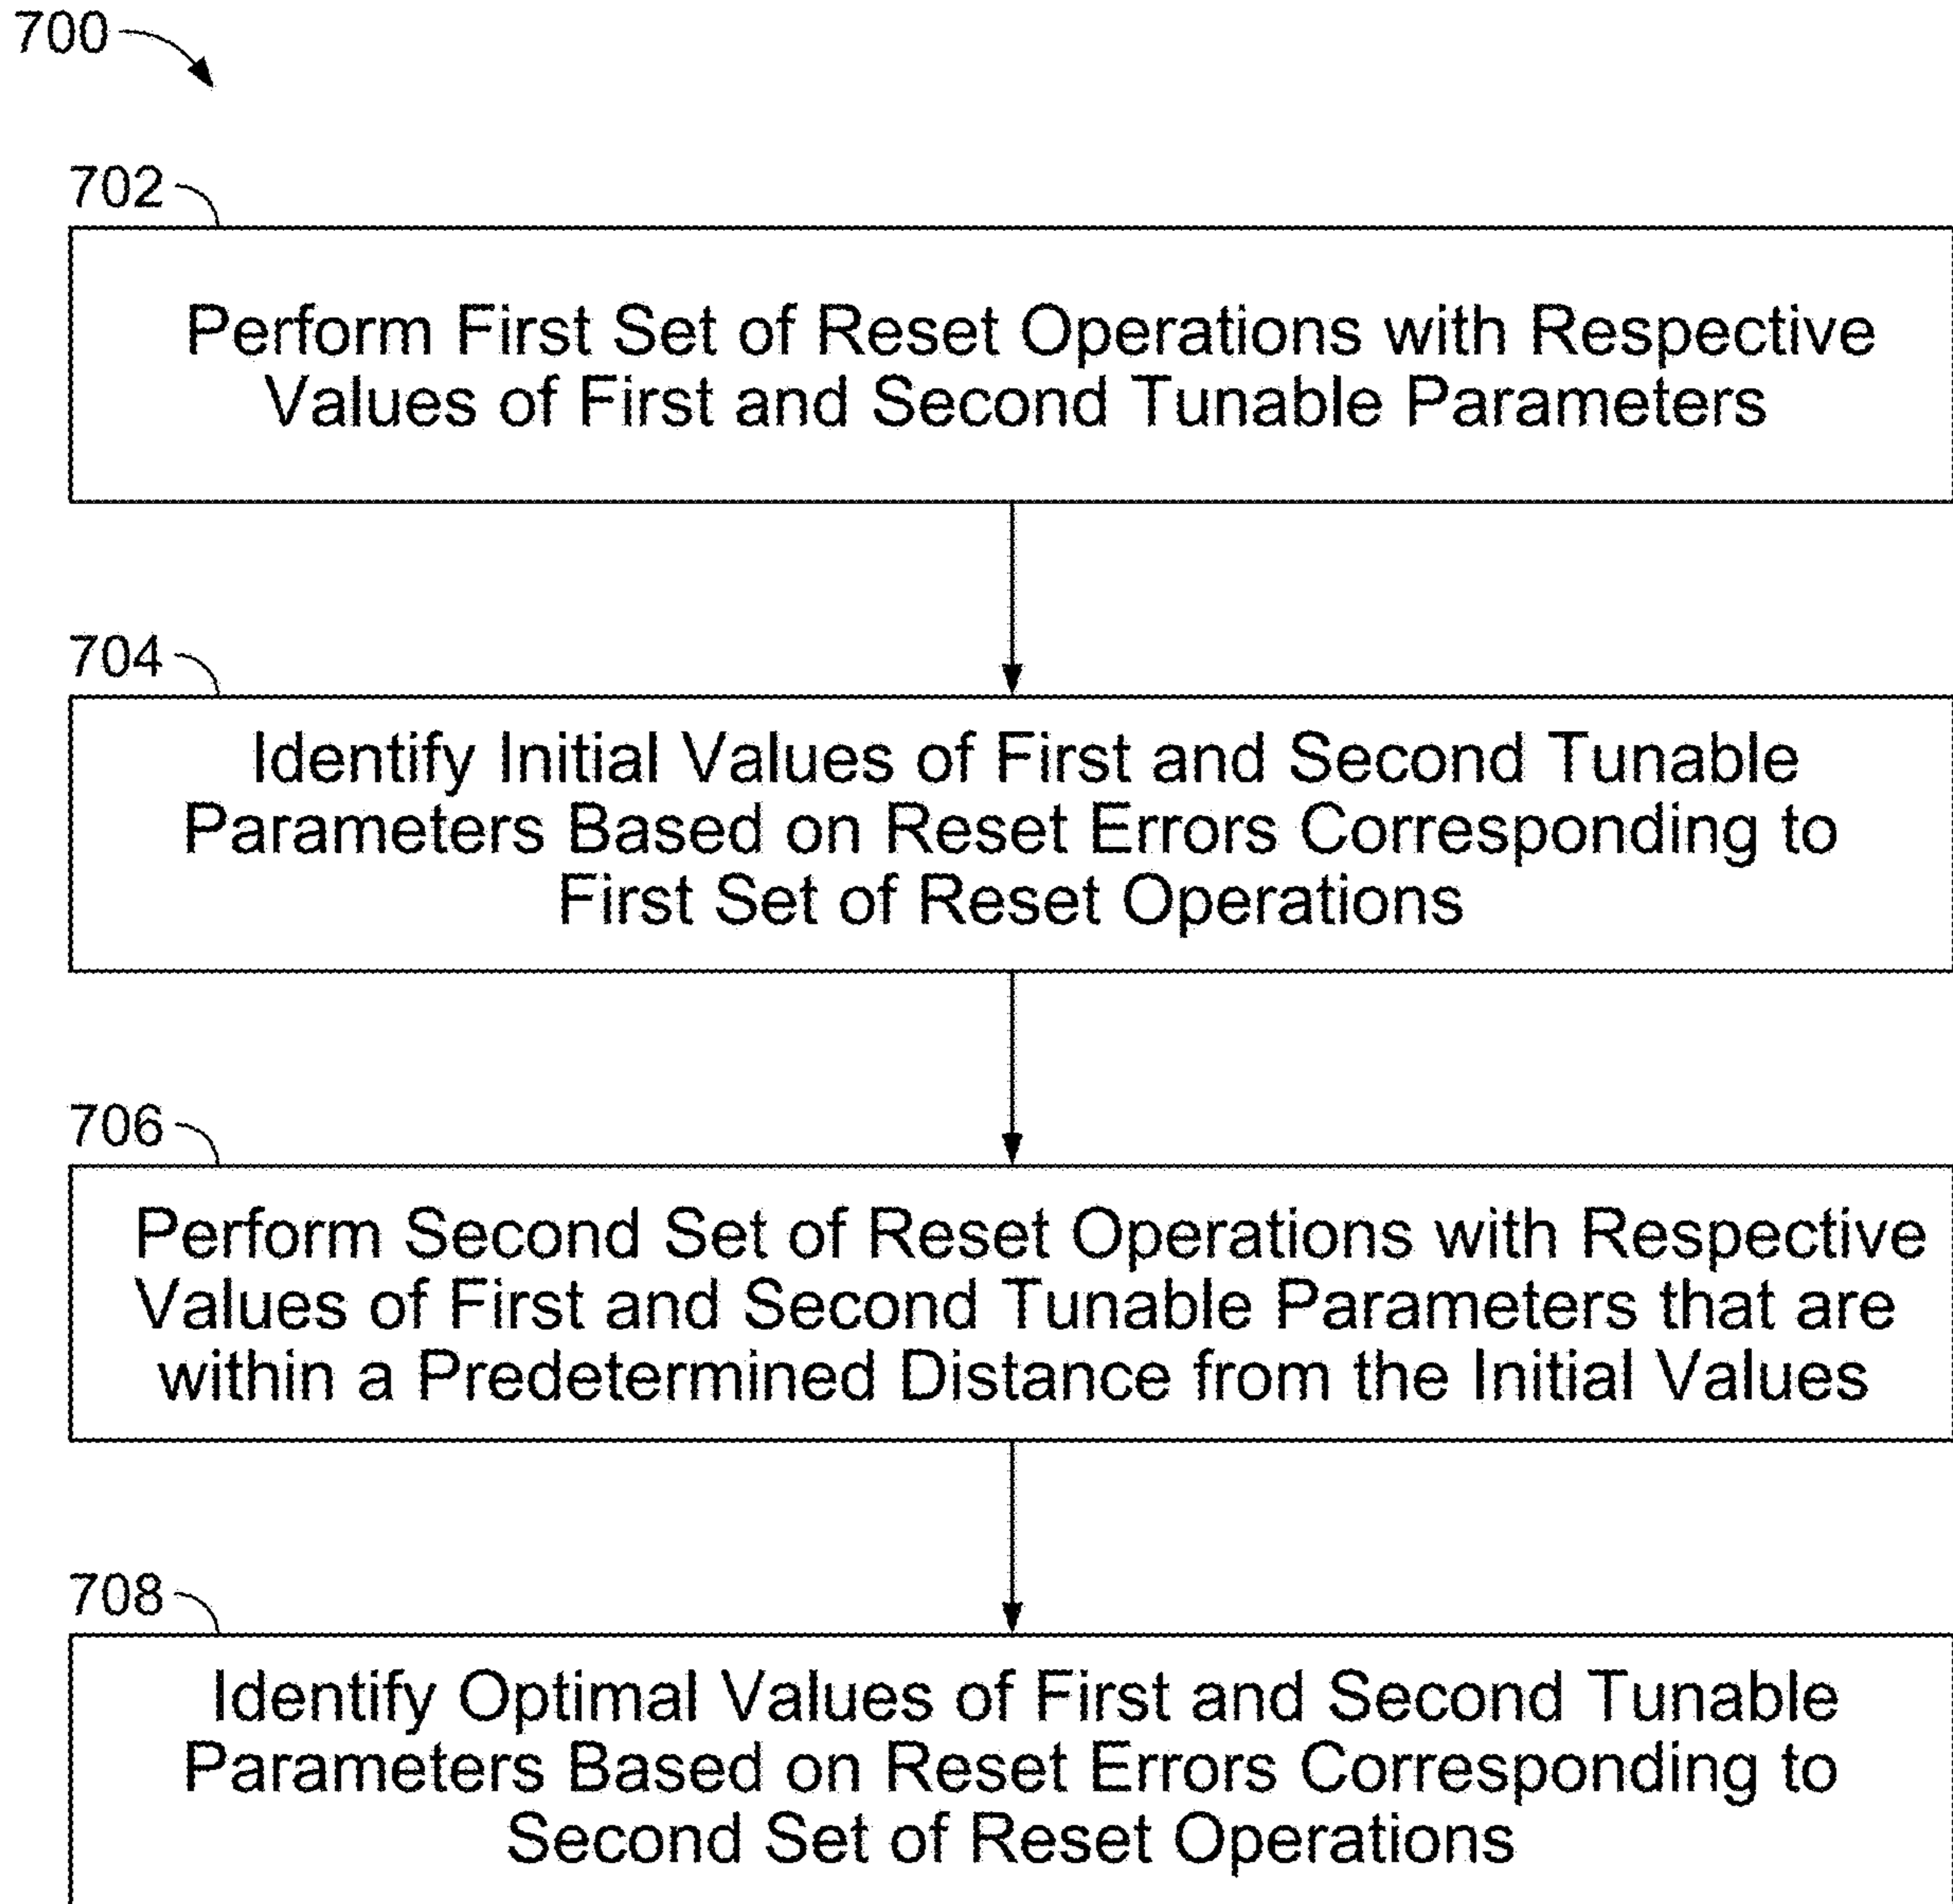 700
702
Perform First Set of Reset Operations with Respective
Values of First and Second Tunable Parameters
704
Identify Initial Values of First and Second Tunable
Parameters Based on Reset Errors Corresponding to
First Set of Reset Operations
706
Perform Second Set of Reset Operations with Respective
Values of First and Second Tunable Parameters that are
within a Predetermined Distance from the Initial Values
708
Identify Optimal Values of First and Second Tunable
Parameters Based on Reset Errors Corresponding to
Second Set of Reset Operations